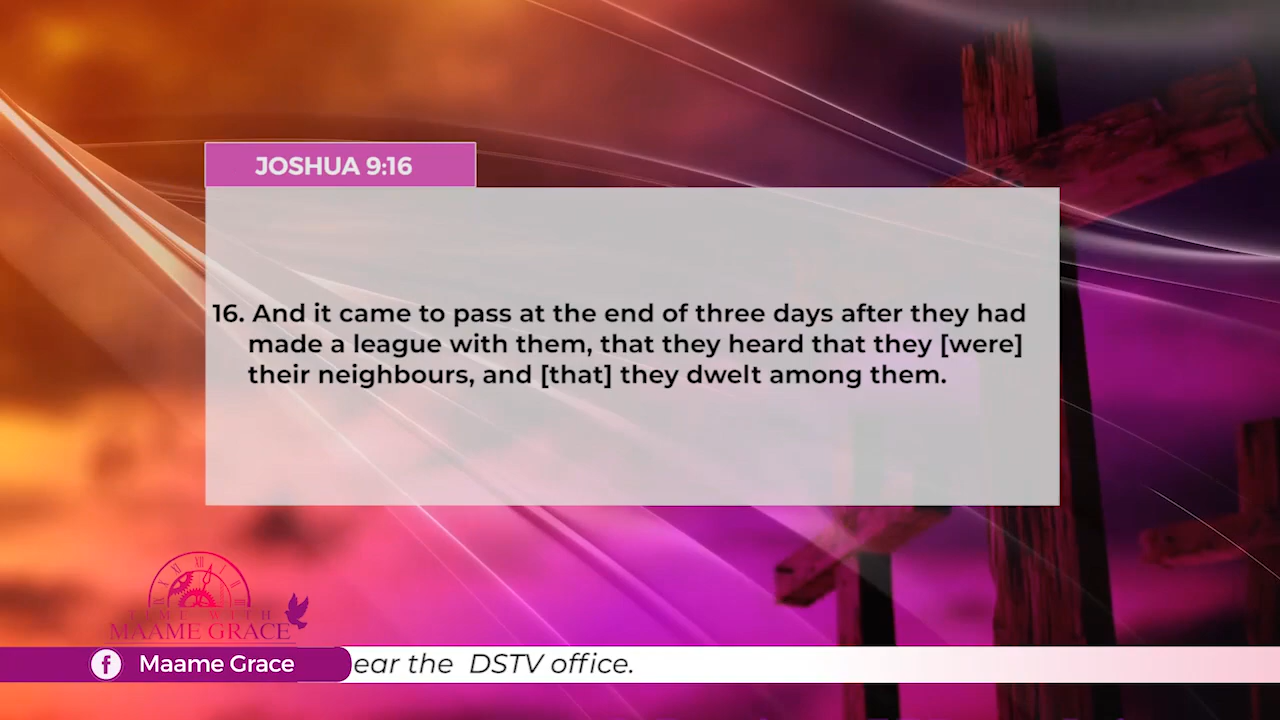 JOSHUA 9:16
16. And it came to pass at the end of three days after they had
made a league with them, that they heard that they [were]
their neighbours, and [that] they dwelt among them.
TIME WITH
MAAME GRACE
Maame Grace
ear the DSTV office.